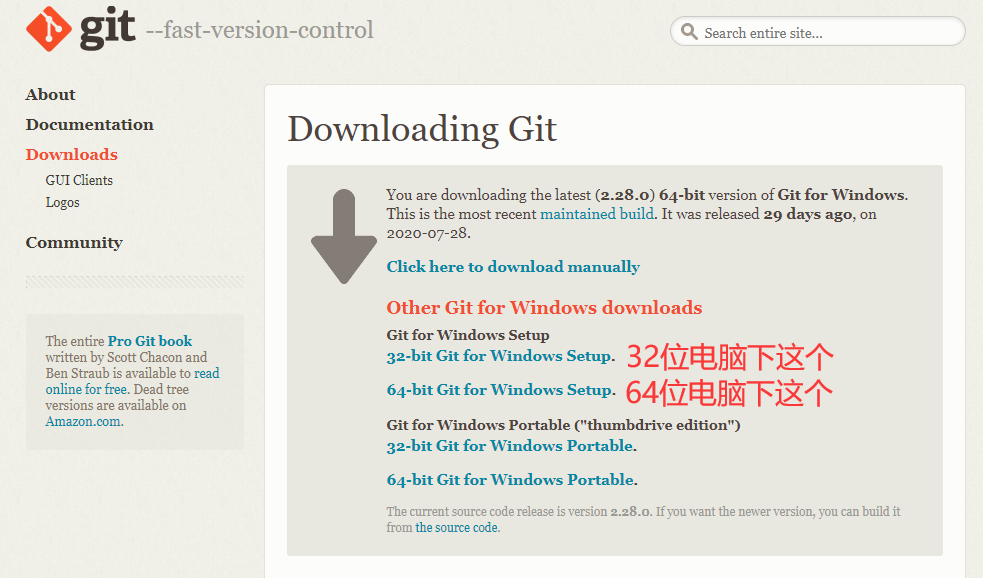 git --fast-version-control
Search entire site...
About
Documentation
Downloads
GUI Clients
Logos
Community
The entire Pro Git book
written by Scott Chacon and
Ben Straub is available to read
online for free. Dead tree
versions are available on
Amazon.com.
Downloading Git
You are downloading the latest (2.28.0) 64-bit version of Git for Windows.
This is the most recent maintained build. It was released 29 days ago, on
2020-07-28.
Click here to download manually
Other Git for Windows downloads
Git for Windows Setup
32-bit Git for Windows Setup. 32位电脑下这个
64-bit Git for Windows Setup. 64位电脑下这个
Git for Windows Portable ("thumbdrive edition")
32-bit Git for Windows Portable.
64-bit Git for Windows Portable.
The current source code release is version 2.28.0. If you want the newer version, you can build it
from the source code.